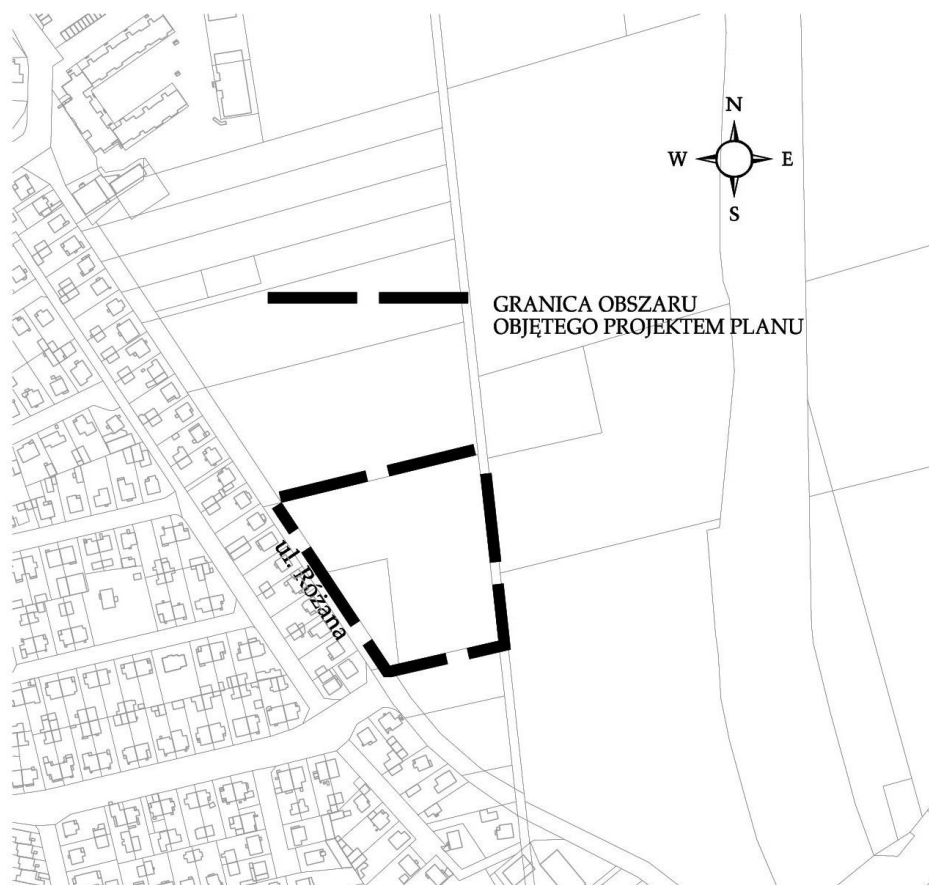 N
W E
S
GRANICA OBSZARU
OBJĘTEGO PROJEKTEM PLANU
ul. Różana